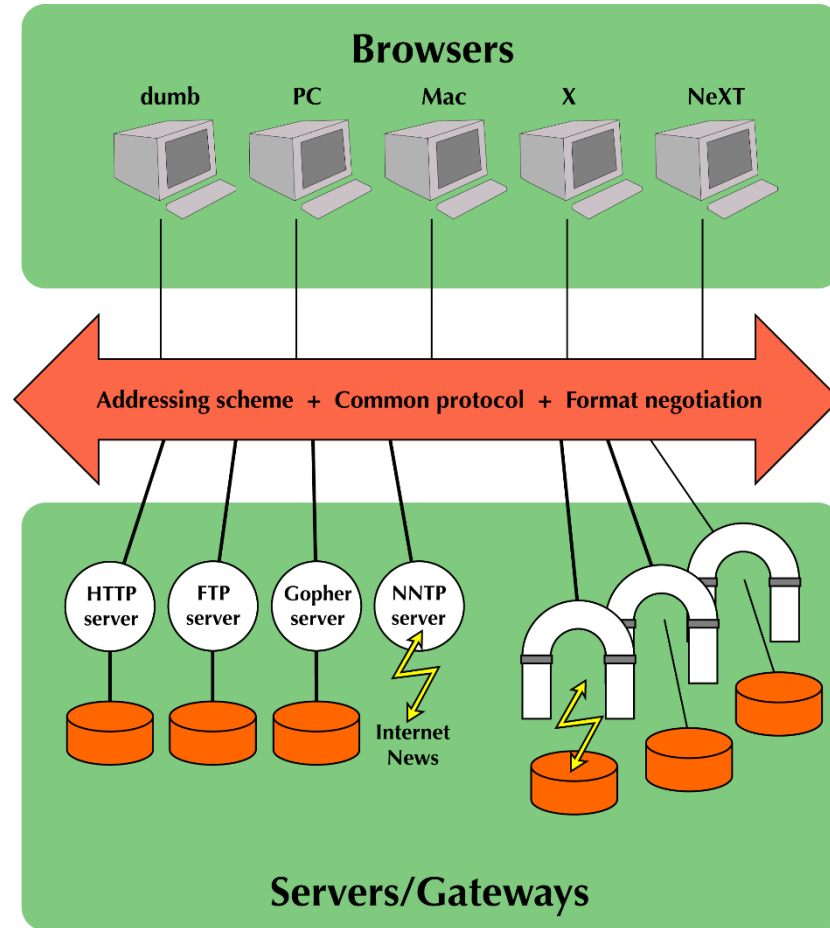 Browsers
dumb
PC
Mac
X
NeXT
Addressing scheme + Common protocol + Format negotiation
HTTP
server
FTP
server
Gopher
server
NNTP
server
Internet
News
Servers/Gateways